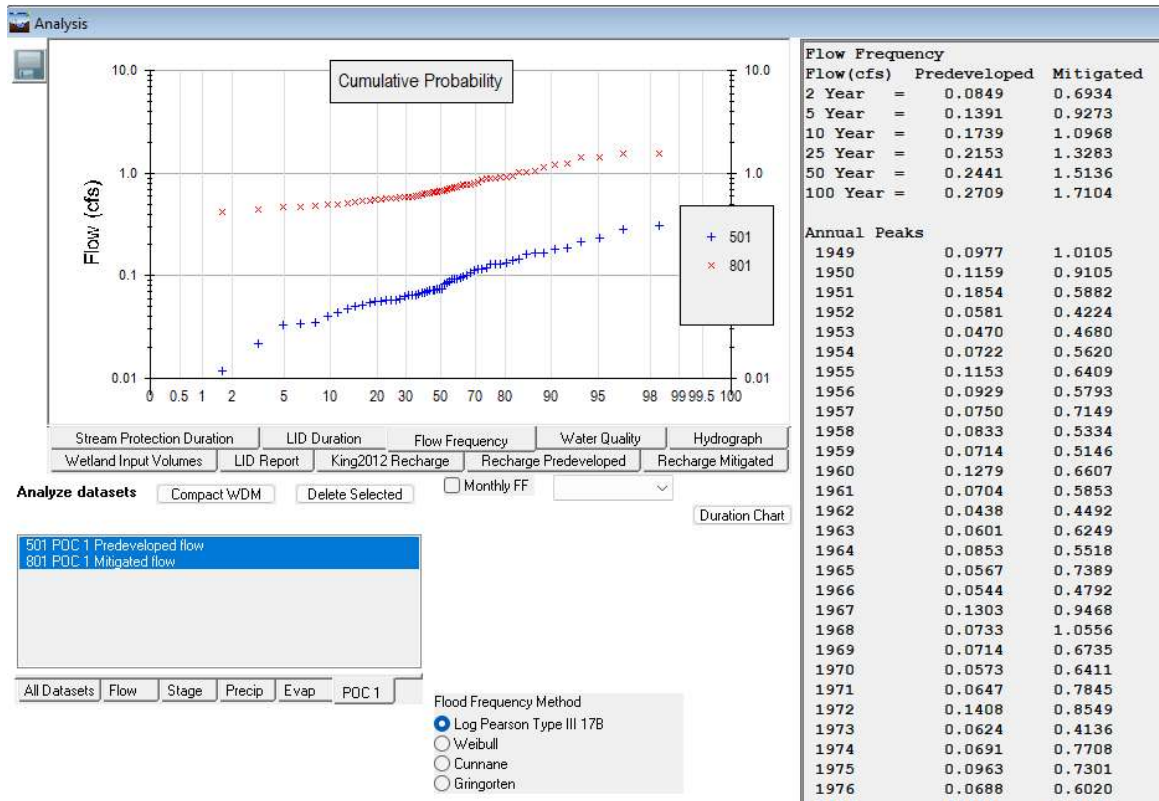 Analysis
Cumulative Probability
10.0 10.0
1.0 1.0
0.1 0.1
0.01 0.01
Flow (cfs)
501
801
0 0.5 1 2 5 10 20 30 50 70 80 90 95 98 99 99.5 100
Stream Protection Duration LID Duration Flow Frequency Water Quality Hydrograph
Wetland Input Volumes LID Report King2012 Recharge Recharge Predeveloped Recharge Mitigated
Analyze datasets Compact WDM Delete Selected Monthly FF
Duration Chart
501 POC 1 Predeveloped flow
801 POC 1 Mitigated flow
All Datasets Flow Stage Precip Evap POC 1
Flood Frequency Method
Log Pearson Type III 17B
Weibull
Cunnane
Gringorten
Flow Frequency
Flow(cfs) Predeveloped Mitigated
2 Year = 0.0849 0.6934
5 Year = 0.1391 0.9273
10 Year = 0.1739 1.0968
25 Year = 0.2153 1.3283
50 Year = 0.2441 1.5136
100 Year = 0.2709 1.7104
Annual Peaks
1949 0.0977 1.0105
1950 0.1159 0.9105
1951 0.1854 0.5882
1952 0.0581 0.4224
1953 0.0470 0.4680
1954 0.0722 0.5620
1955 0.1153 0.6409
1956 0.0929 0.5793
1957 0.0750 0.7149
1958 0.0833 0.5334
1959 0.0714 0.5146
1960 0.1279 0.6607
1961 0.0704 0.5853
1962 0.0438 0.4492
1963 0.0601 0.6249
1964 0.0853 0.5518
1965 0.0567 0.7389
1966 0.0544 0.4792
1967 0.1303 0.9468
1968 0.0733 1.0556
1969 0.0714 0.6735
1970 0.0573 0.6411
1971 0.0647 0.7845
1972 0.1408 0.8549
1973 0.0624 0.4136
1974 0.0691 0.7708
1975 0.0963 0.7301
1976 0.0688 0.6020